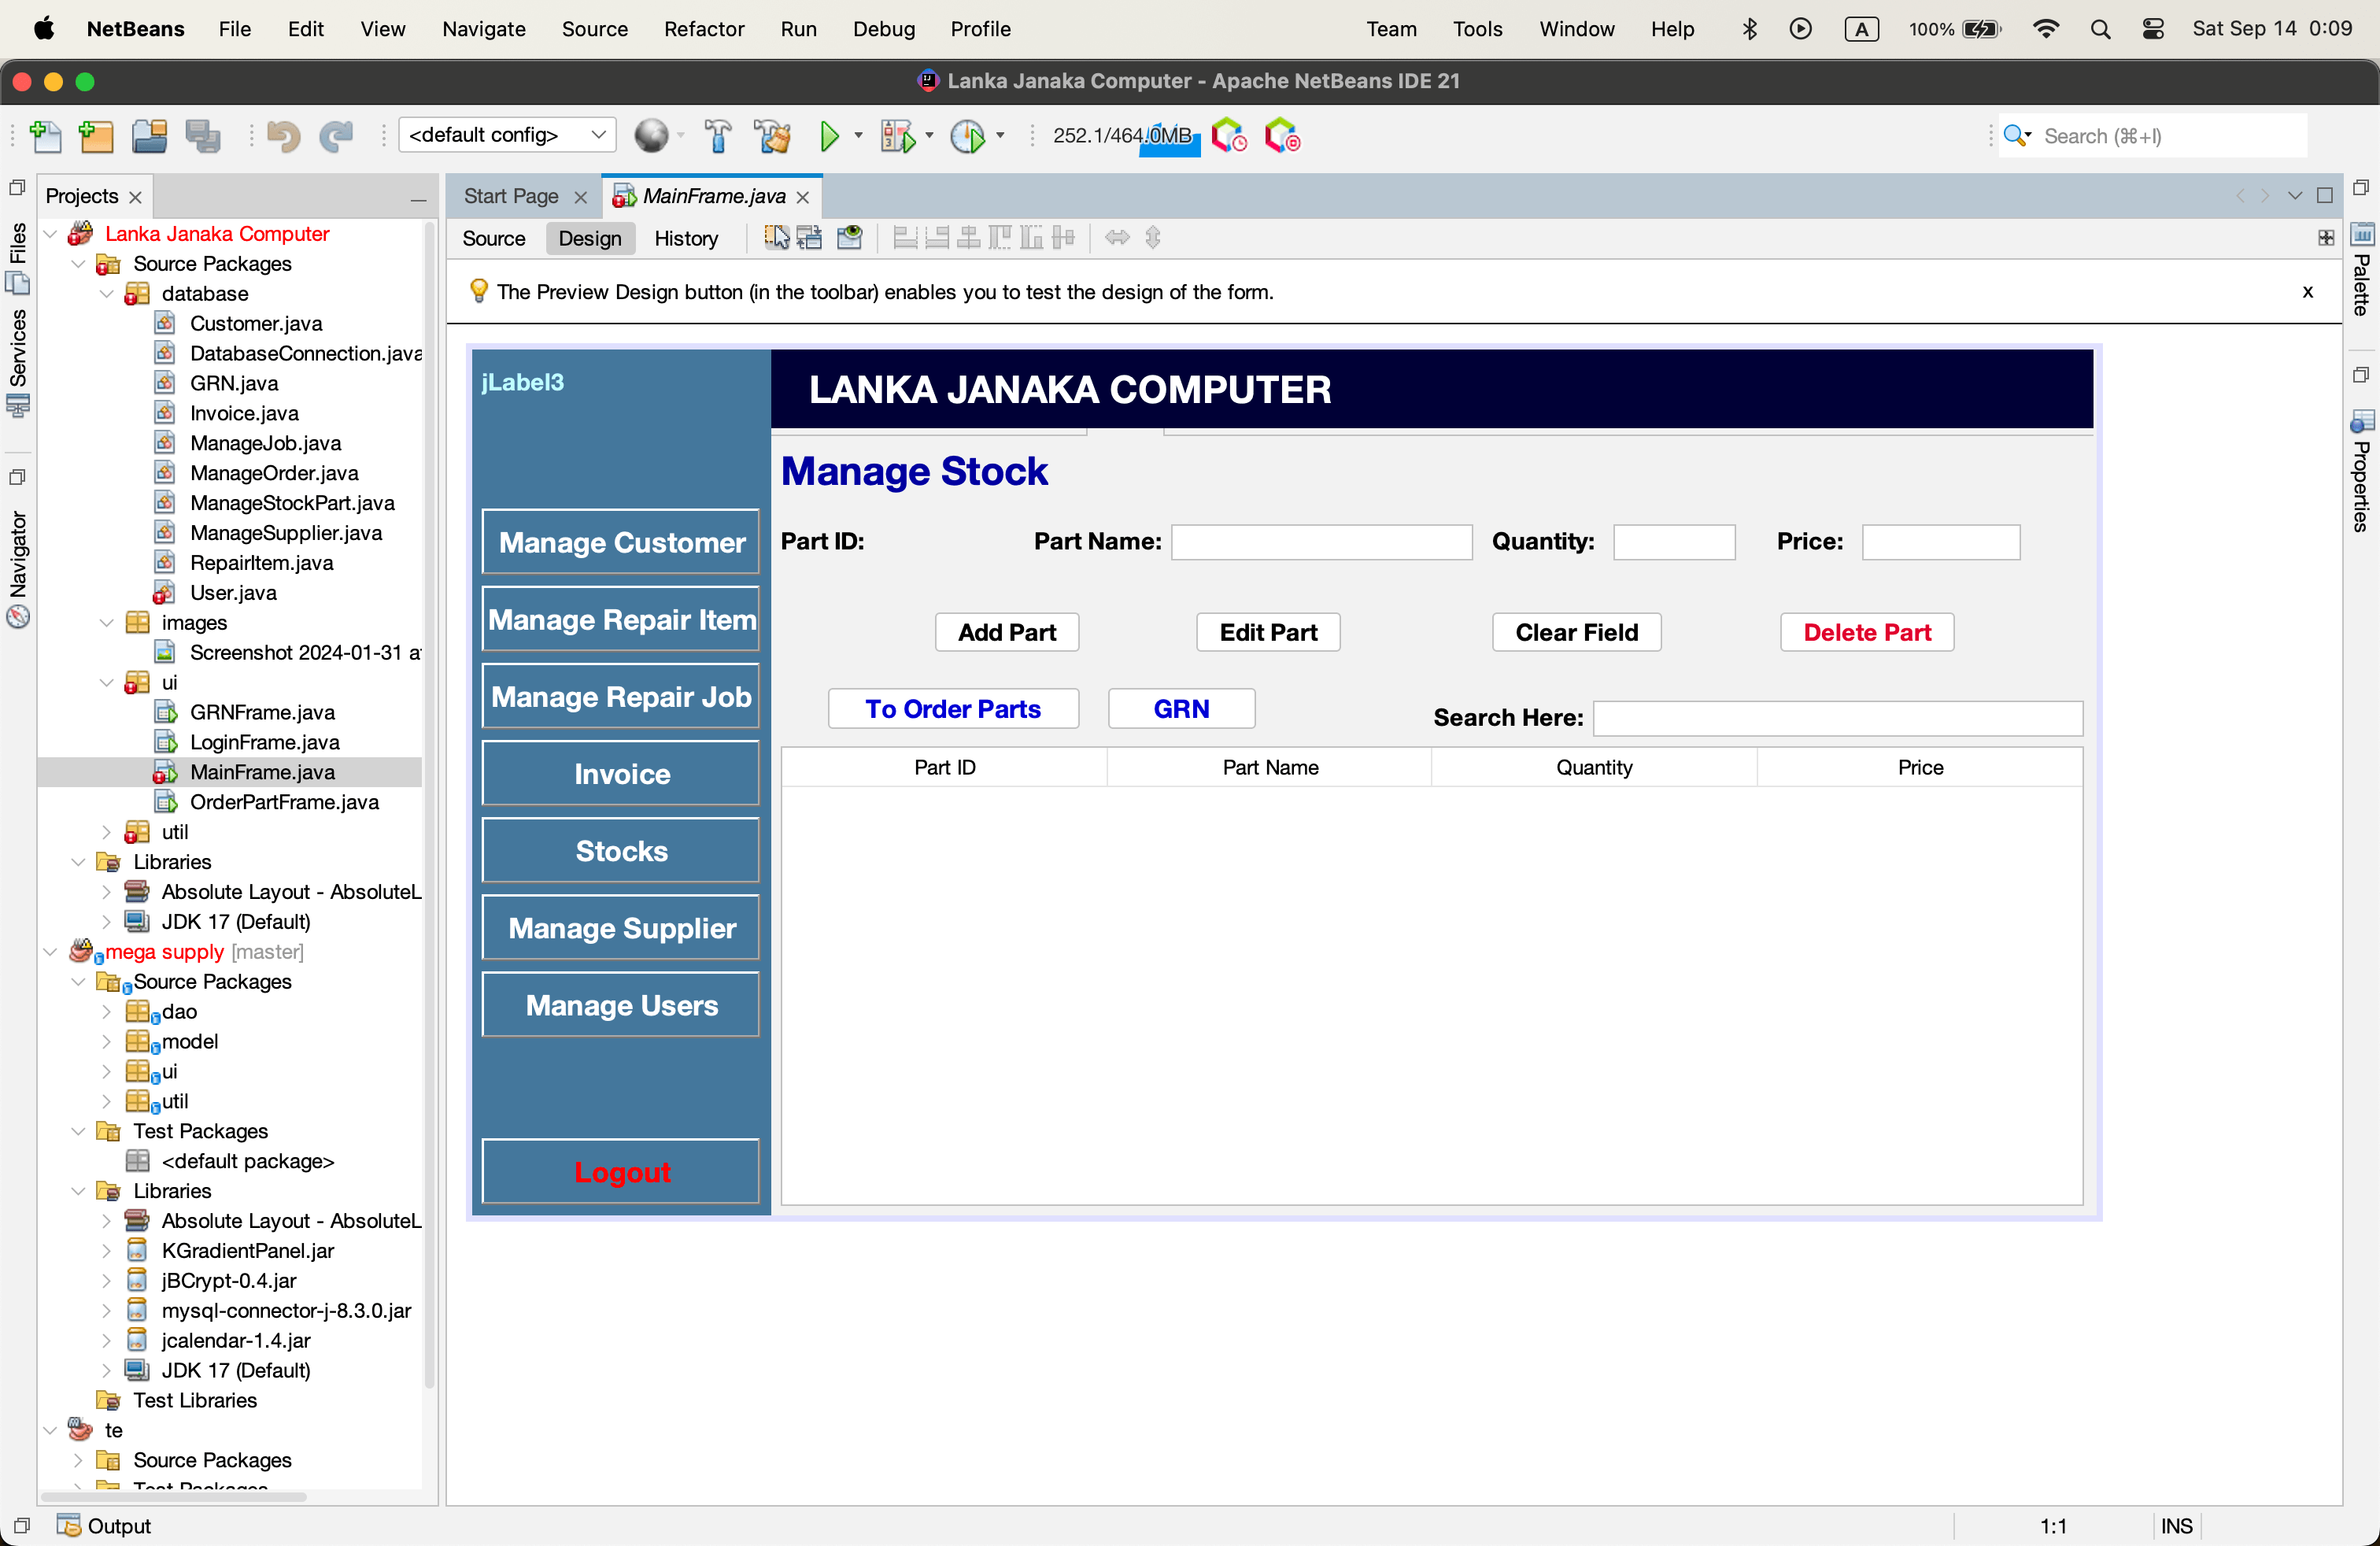 NetBeans File Edit View Navigate Source Refactor Run Debug Profile Team Tools Window Help A 100% Sat Sep 14 0:09
Lanka Janaka Computer - Apache NetBeans IDE 21
<default config> 252.1/464.0MB Search (⌘+I)
Projects
Files
Services
Navigator
Lanka Janaka Computer
Source Packages
database
Customer.java
DatabaseConnection.java
GRN.java
Invoice.java
ManageJob.java
ManageOrder.java
ManageStockPart.java
ManageSupplier.java
RepairItem.java
User.java
images
Screenshot 2024-01-31 a
ui
GRNFrame.java
LoginFrame.java
MainFrame.java
OrderPartFrame.java
util
Libraries
Absolute Layout - AbsoluteL
JDK 17 (Default)
mega supply [master]
Source Packages
dao
model
ui
util
Test Packages
<default package>
Libraries
Absolute Layout - AbsoluteL
KGradientPanel.jar
jBCrypt-0.4.jar
mysql-connector-j-8.3.0.jar
jcalendar-1.4.jar
JDK 17 (Default)
Test Libraries
te
Source Packages
Test Packages
Start Page MainFrame.java
Source Design History
The Preview Design button (in the toolbar) enables you to test the design of the form. x
jLabel3
LANKA JANAKA COMPUTER
Manage Customer
Manage Repair Item
Manage Repair Job
Invoice
Stocks
Manage Supplier
Manage Users
Logout
Manage Stock
Part ID: Part Name: Quantity: Price:
Add Part Edit Part Clear Field Delete Part
To Order Parts GRN Search Here:
Part ID Part Name Quantity Price
Palette
Properties
Output 1:1 INS